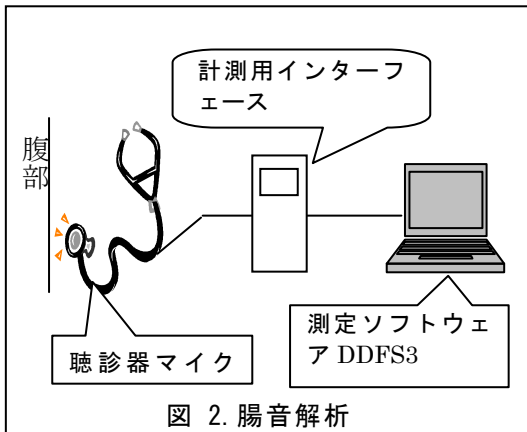 計測用インターフ
ェース
腹部
聴診器マイク
測定ソフトウェ
ア DDFS3
図 2. 腸音解析